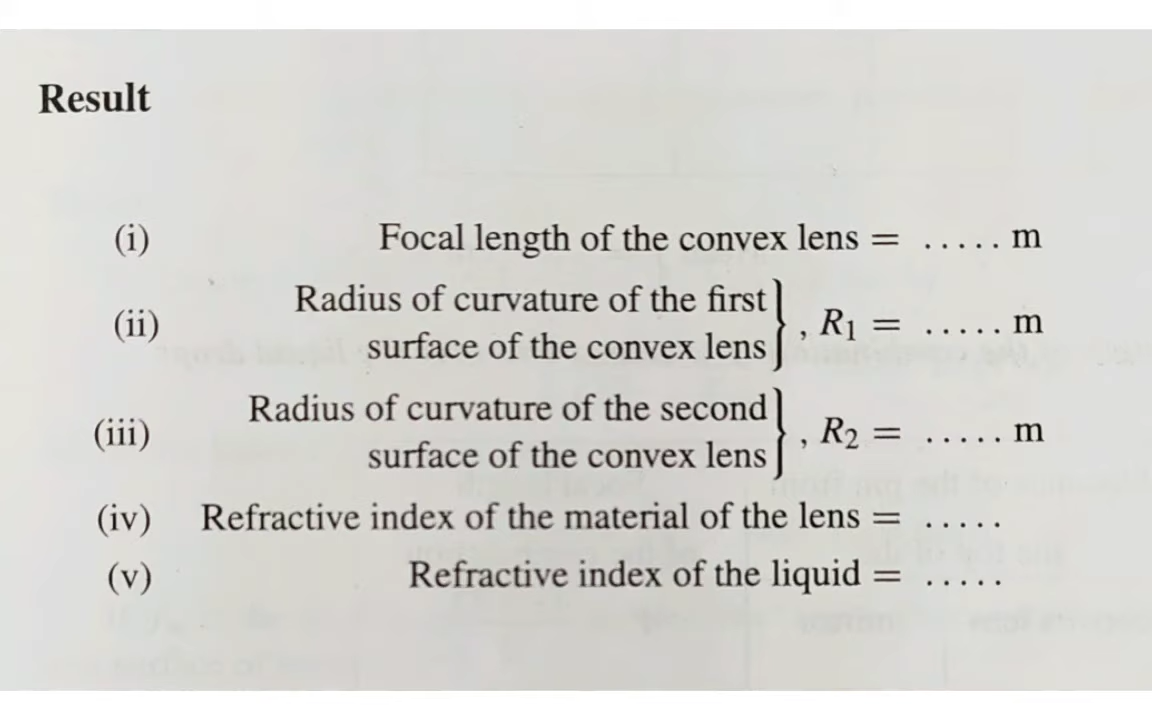 Result
(i) Focal length of the convex lens = ..... m
(ii) Radius of curvature of the first
surface of the convex lens } , R₁ = ..... m
(iii) Radius of curvature of the second
surface of the convex lens } , R₂ = ..... m
(iv) Refractive index of the material of the lens = .....
(v) Refractive index of the liquid = .....